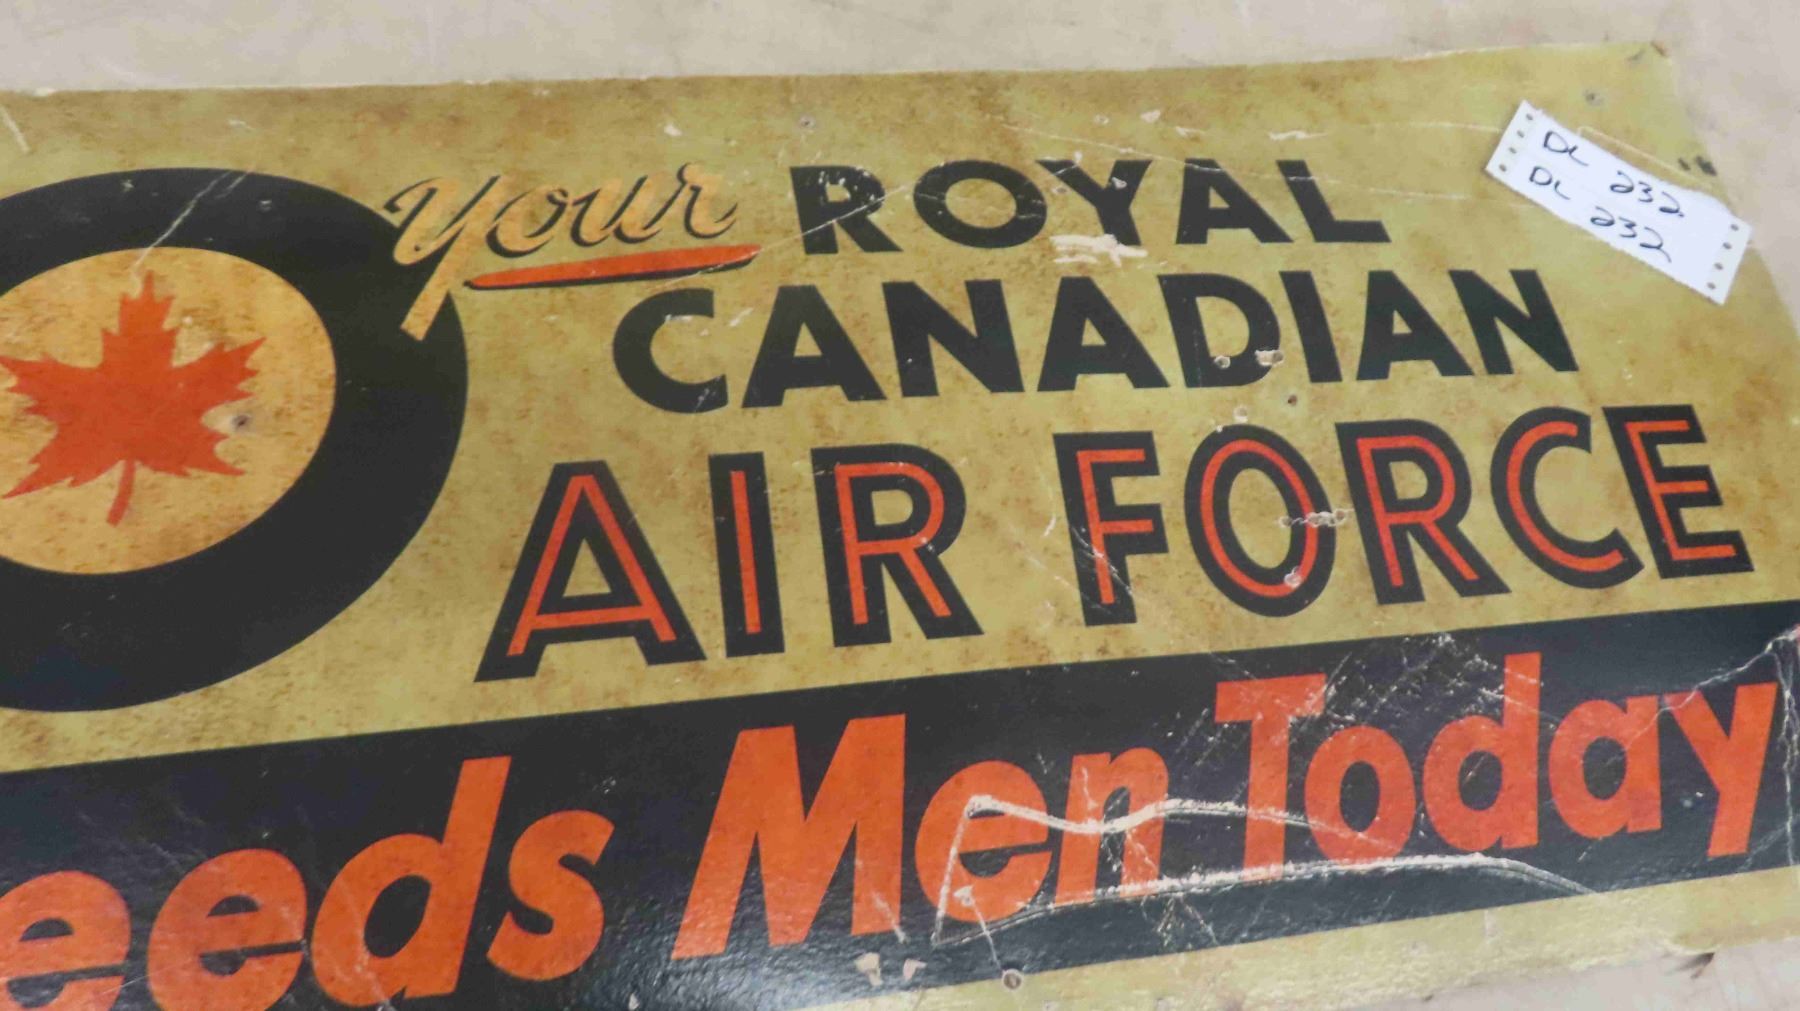 your ROYAL
CANADIAN
AIR FORCE
eeds Men Today
DL 232
DL 232